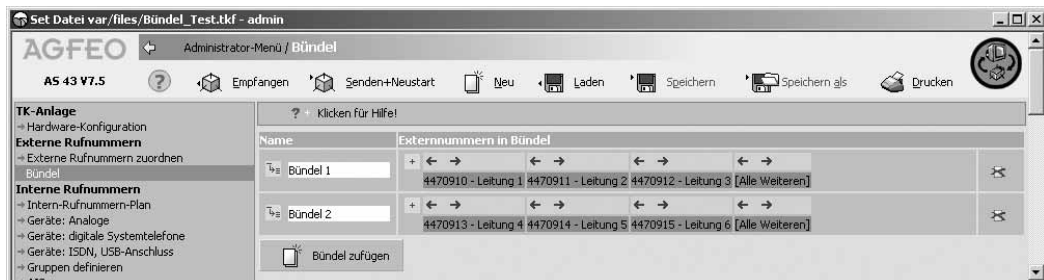 Set Datei var/files/Bündel_Test.tkf - admin
AGFEO Administrator-Menü / Bündel
AS 43 V7.5 ? Empfangen Senden+Neustart Neu Laden Speichern Speichern als Drucken
TK-Anlage
Hardware-Konfiguration
Externe Rufnummern
Externe Rufnummern zuordnen
Bündel
Interne Rufnummern
Intern-Rufnummern-Plan
Geräte: Analoge
Geräte: digitale Systemtelefone
Geräte: ISDN, USB-Anschluss
Gruppen definieren
? Klicken für Hilfe!
Name Externnummern in Bündel
Bündel 1 + 4470910 - Leitung 1 4470911 - Leitung 2 4470912 - Leitung 3 [Alle Weiteren]
Bündel 2 + 4470913 - Leitung 4 4470914 - Leitung 5 4470915 - Leitung 6 [Alle Weiteren]
Bündel zufügen